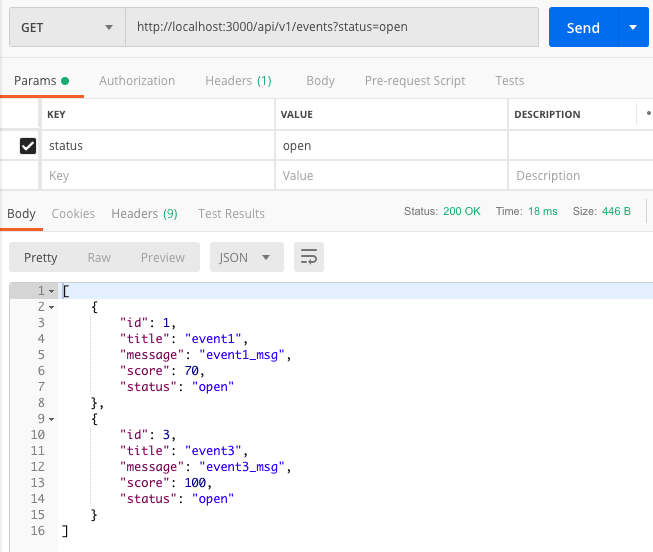 GET http://localhost:3000/api/v1/events?status=open Send
Params Authorization Headers (1) Body Pre-request Script Tests
KEY VALUE DESCRIPTION
status open
Key Value Description
Body Cookies Headers (9) Test Results Status: 200 OK Time: 18 ms Size: 446 B
Pretty Raw Preview JSON
1 [
2 {
3 "id": 1,
4 "title": "event1",
5 "message": "event1_msg",
6 "score": 70,
7 "status": "open"
8 },
9 {
10 "id": 3,
11 "title": "event3",
12 "message": "event3_msg",
13 "score": 100,
14 "status": "open"
15 }
16 ]